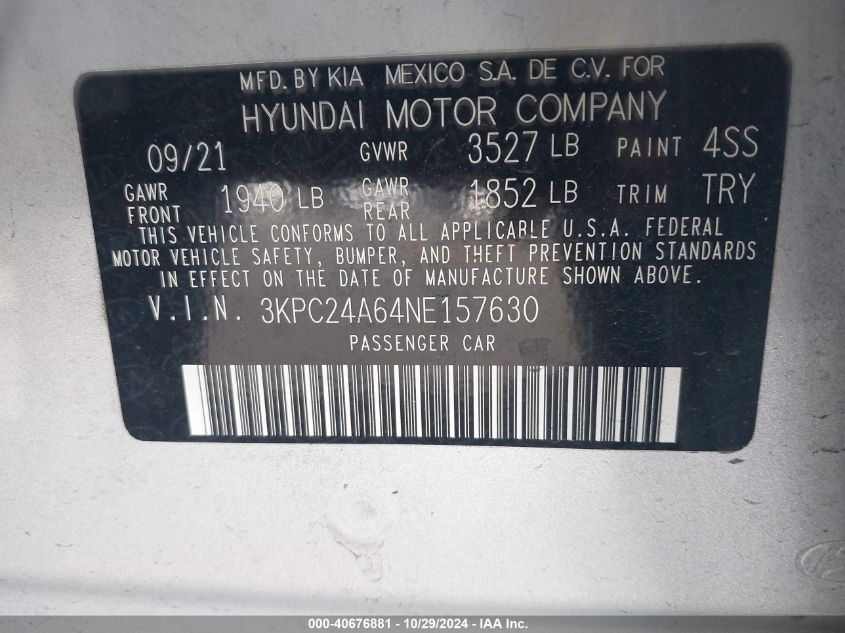 MFD. BY KIA MEXICO S.A. DE C.V. FOR
HYUNDAI MOTOR COMPANY
09/21 GVWR 3527 LB PAINT 4SS
GAWR FRONT 1940 LB GAWR REAR 1852 LB TRIM TRY
THIS VEHICLE CONFORMS TO ALL APPLICABLE U.S.A. FEDERAL
MOTOR VEHICLE SAFETY, BUMPER, AND THEFT PREVENTION STANDARDS
IN EFFECT ON THE DATE OF MANUFACTURE SHOWN ABOVE.
V.I.N. 3KPC24A64NE157630
PASSENGER CAR
000-40676881 - 10/29/2024 - IAA Inc.